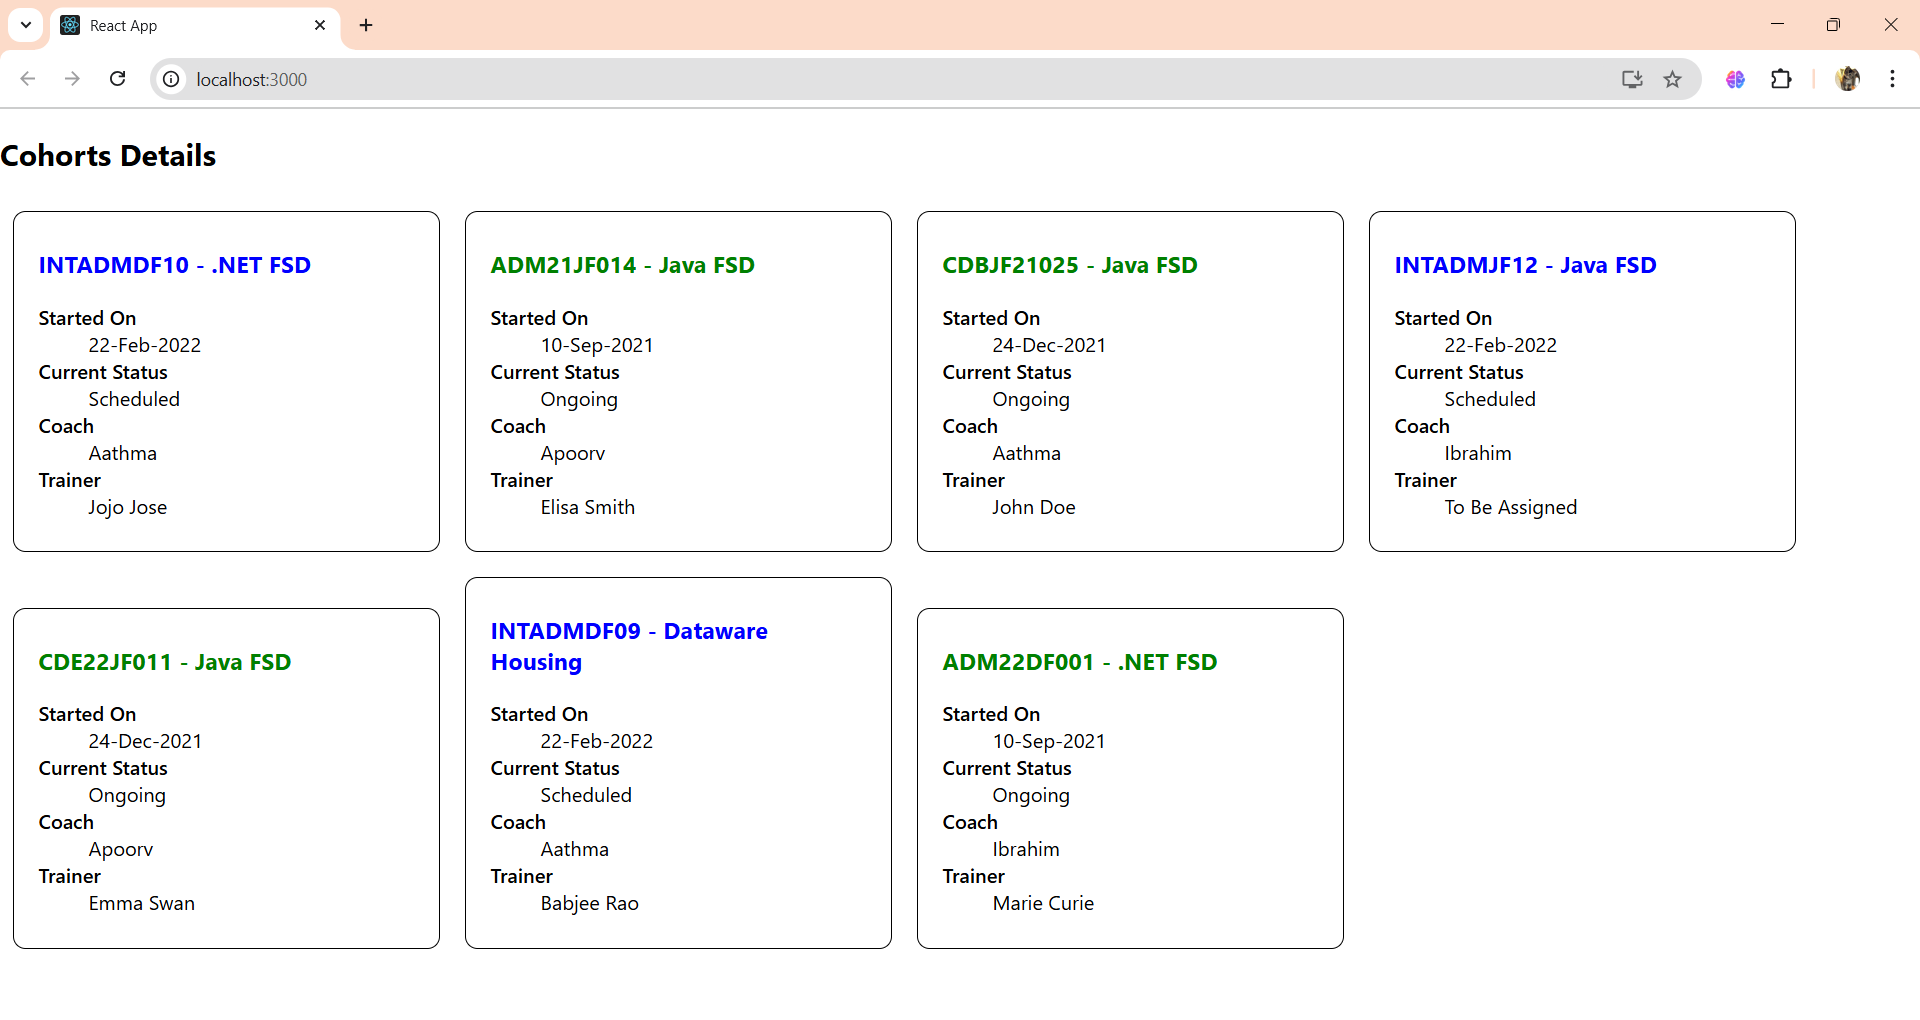 React App
localhost:3000
Cohorts Details
INTADMDF10 - .NET FSD
Started On
22-Feb-2022
Current Status
Scheduled
Coach
Aathma
Trainer
Jojo Jose
ADM21JF014 - Java FSD
Started On
10-Sep-2021
Current Status
Ongoing
Coach
Apoorv
Trainer
Elisa Smith
CDBJF21025 - Java FSD
Started On
24-Dec-2021
Current Status
Ongoing
Coach
Aathma
Trainer
John Doe
INTADMJF12 - Java FSD
Started On
22-Feb-2022
Current Status
Scheduled
Coach
Ibrahim
Trainer
To Be Assigned
CDE22JF011 - Java FSD
Started On
24-Dec-2021
Current Status
Ongoing
Coach
Apoorv
Trainer
Emma Swan
INTADMDF09 - Dataware
Housing
Started On
22-Feb-2022
Current Status
Scheduled
Coach
Aathma
Trainer
Babjee Rao
ADM22DF001 - .NET FSD
Started On
10-Sep-2021
Current Status
Ongoing
Coach
Ibrahim
Trainer
Marie Curie